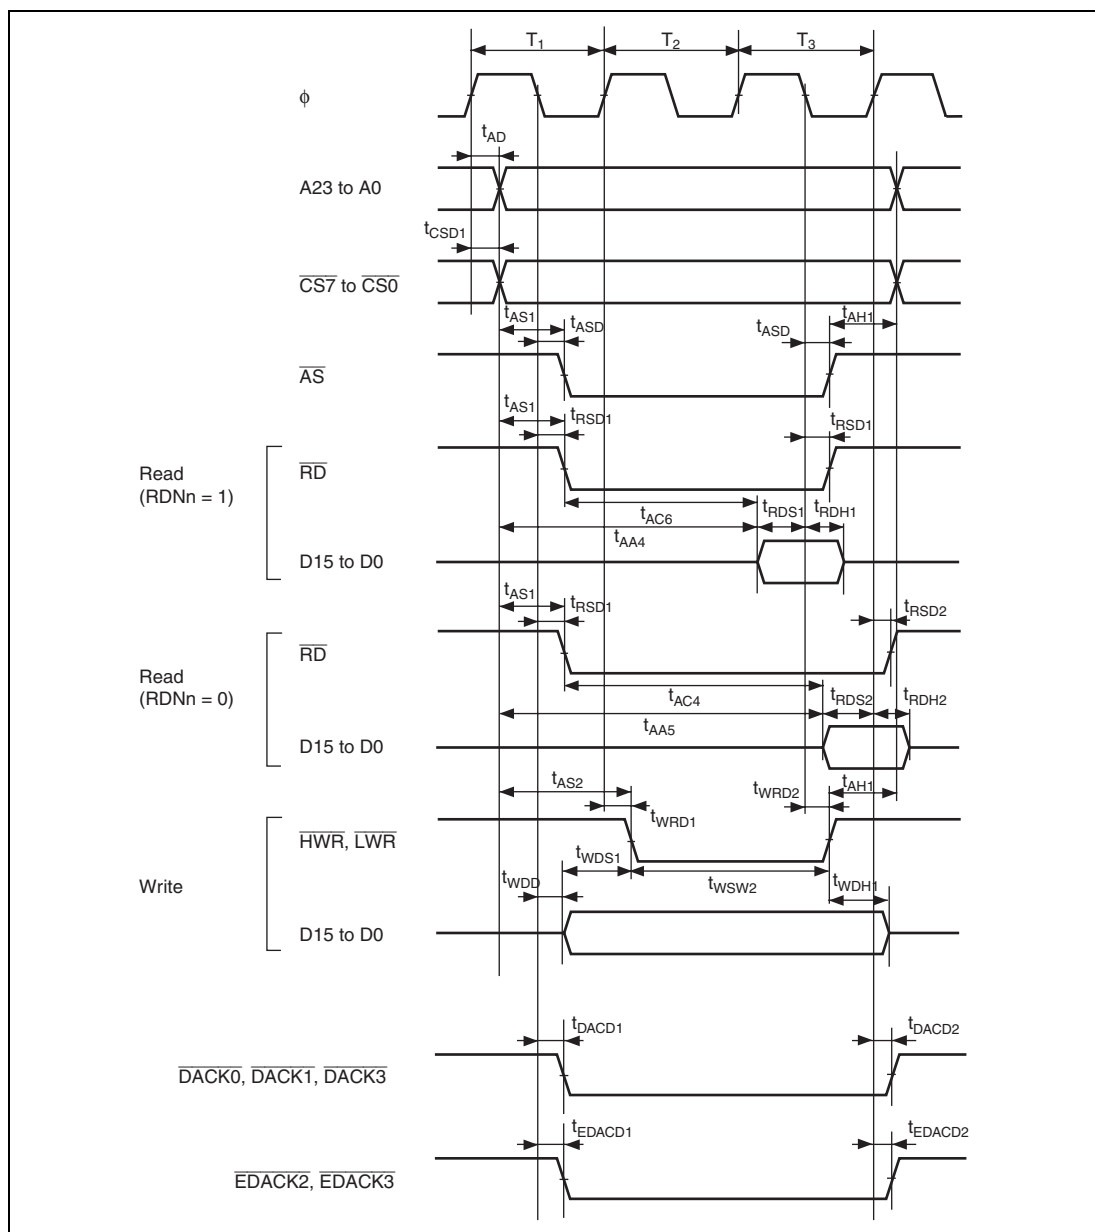 T1 T2 T3
φ
tAD
A23 to A0
tCSD1
CS7 to CS0
tAS1 tASD tASD tAH1
AS
tAS1 tRSD1 tRSD1
Read
(RDNn = 1)
RD
tAC6 tRDS1 tRDH1
tAA4
D15 to D0
tAS1 tRSD1 tRSD2
Read
(RDNn = 0)
RD
tAC4 tRDS2 tRDH2
tAA5
D15 to D0
tAS2 tWRD1 tWRD2 tAH1
Write
HWR, LWR
tWDD tWDS1 tWSW2 tWDH1
D15 to D0
tDACD1 tDACD2
DACK0, DACK1, DACK3
tEDACD1 tEDACD2
EDACK2, EDACK3